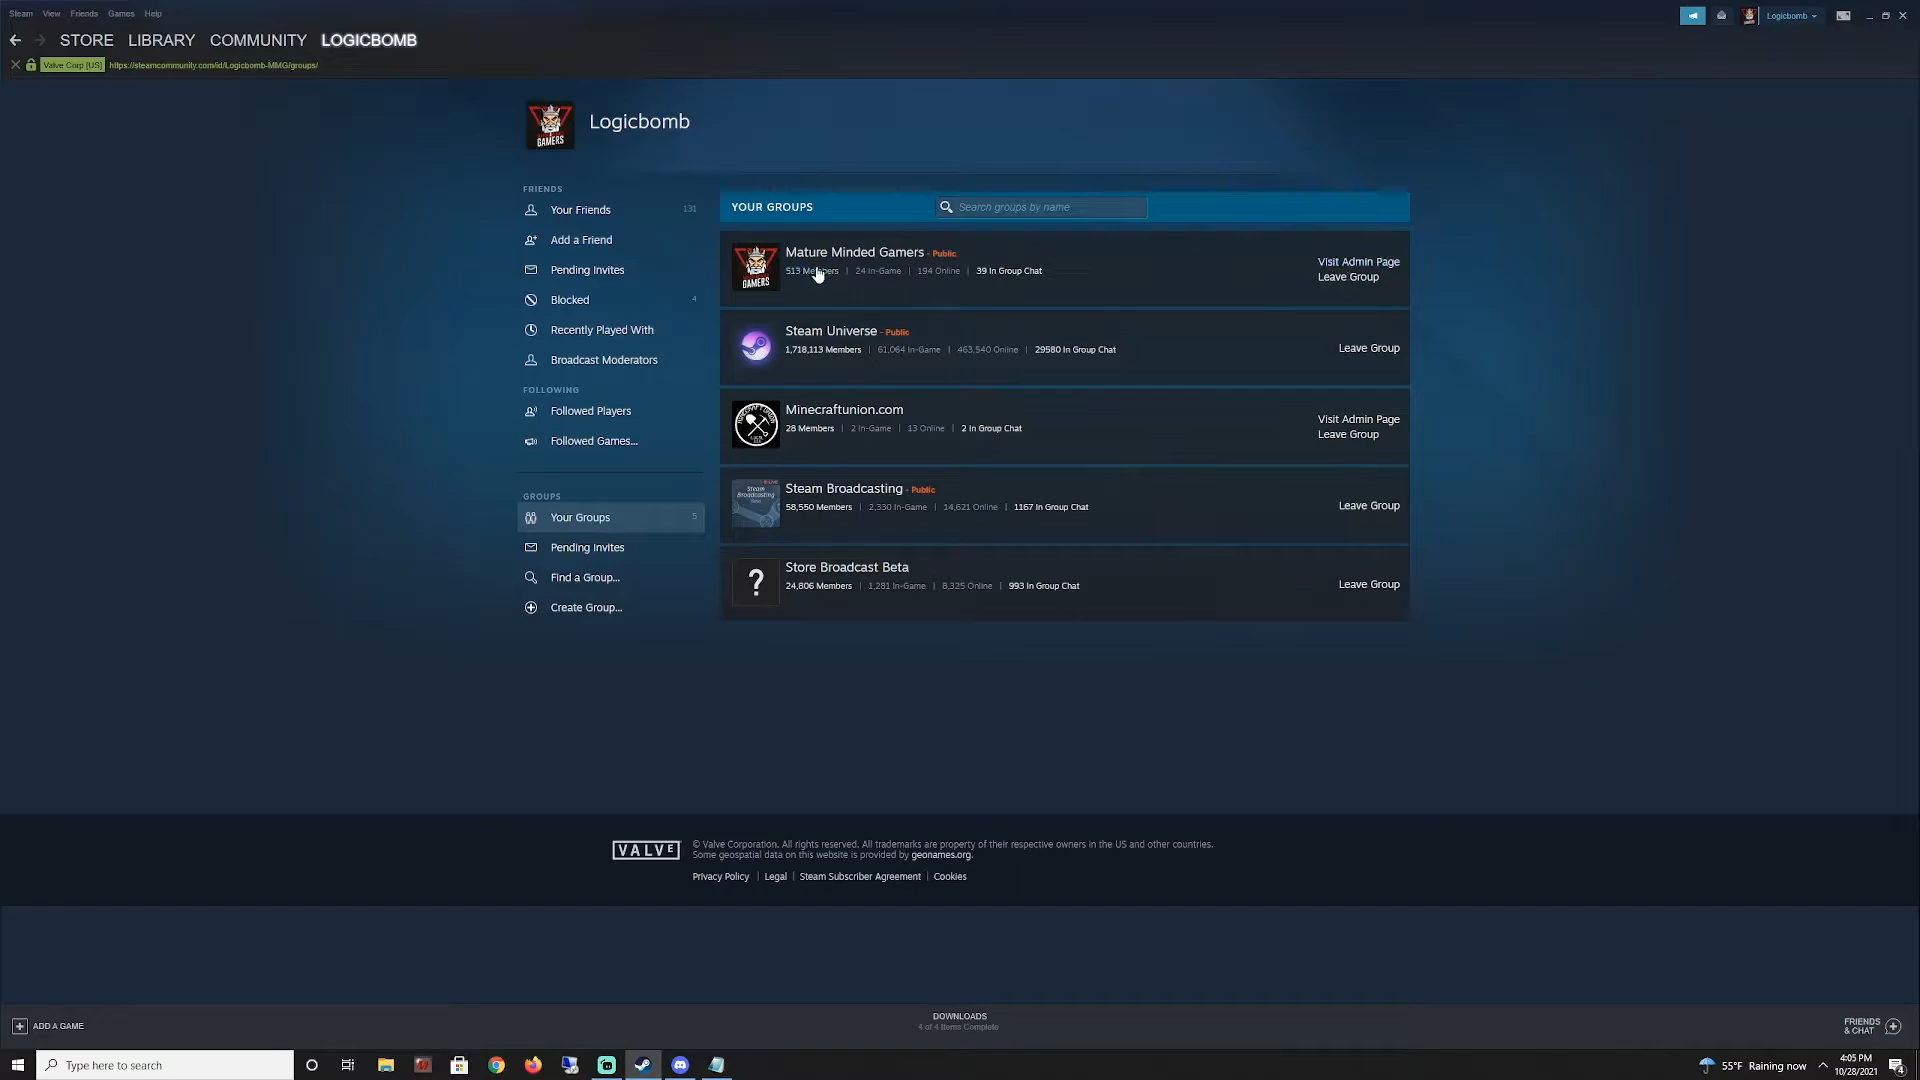 Steam View Friends Games Help
Logicbomb
STORE LIBRARY COMMUNITY LOGICBOMB
Valve Corp [US] https://steamcommunity.com/id/Logicbomb-MMG/groups/
GAMERS
Logicbomb
FRIENDS
Your Friends 131
Add a Friend
Pending Invites
Blocked 4
Recently Played With
Broadcast Moderators
FOLLOWING
Followed Players
Followed Games...
GROUPS
Your Groups 5
Pending Invites
Find a Group...
Create Group...
YOUR GROUPS
Search groups by name
GAMERS
Mature Minded Gamers - Public
513 Members | 24 In-Game | 194 Online | 39 In Group Chat
Visit Admin Page
Leave Group
Steam Universe - Public
1,718,113 Members | 61,064 In-Game | 463,540 Online | 29580 In Group Chat
Leave Group
Minecraftunion.com
28 Members | 2 In-Game | 13 Online | 2 In Group Chat
Visit Admin Page
Leave Group
Steam
Broadcasting
Steam Broadcasting - Public
58,550 Members | 2,330 In-Game | 14,621 Online | 1167 In Group Chat
Leave Group
?
Store Broadcast Beta
24,806 Members | 1,281 In-Game | 8,325 Online | 993 In Group Chat
Leave Group
VALVE
© Valve Corporation. All rights reserved. All trademarks are property of their respective owners in the US and other countries.
Some geospatial data on this website is provided by geonames.org.
Privacy Policy | Legal | Steam Subscriber Agreement | Cookies
ADD A GAME
DOWNLOADS
4 of 4 Items Complete
FRIENDS
& CHAT
Type here to search
55°F Raining now
4:05 PM
10/28/2021
4